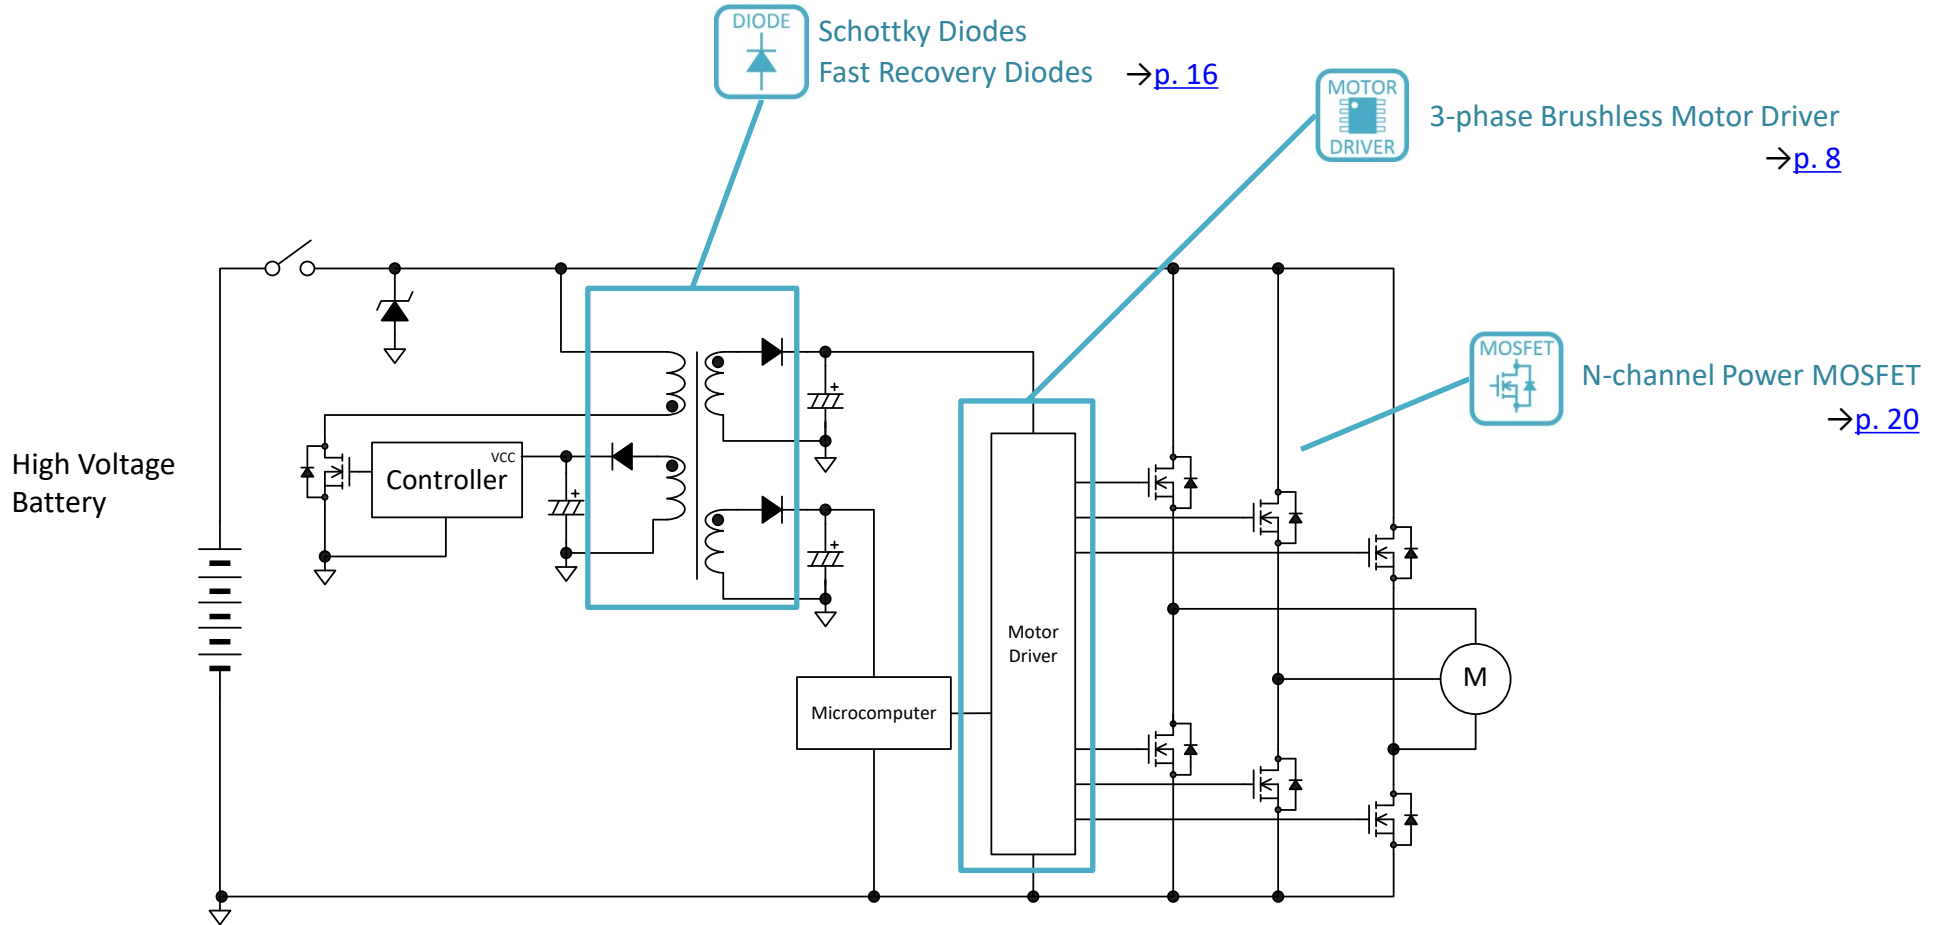 DIODE
Schottky Diodes
Fast Recovery Diodes →p. 16
MOTOR
DRIVER
3-phase Brushless Motor Driver
→p. 8
MOSFET
N-channel Power MOSFET
→p. 20
High Voltage
Battery
VCC
Controller
+
+
+
Motor
Driver
Microcomputer
M